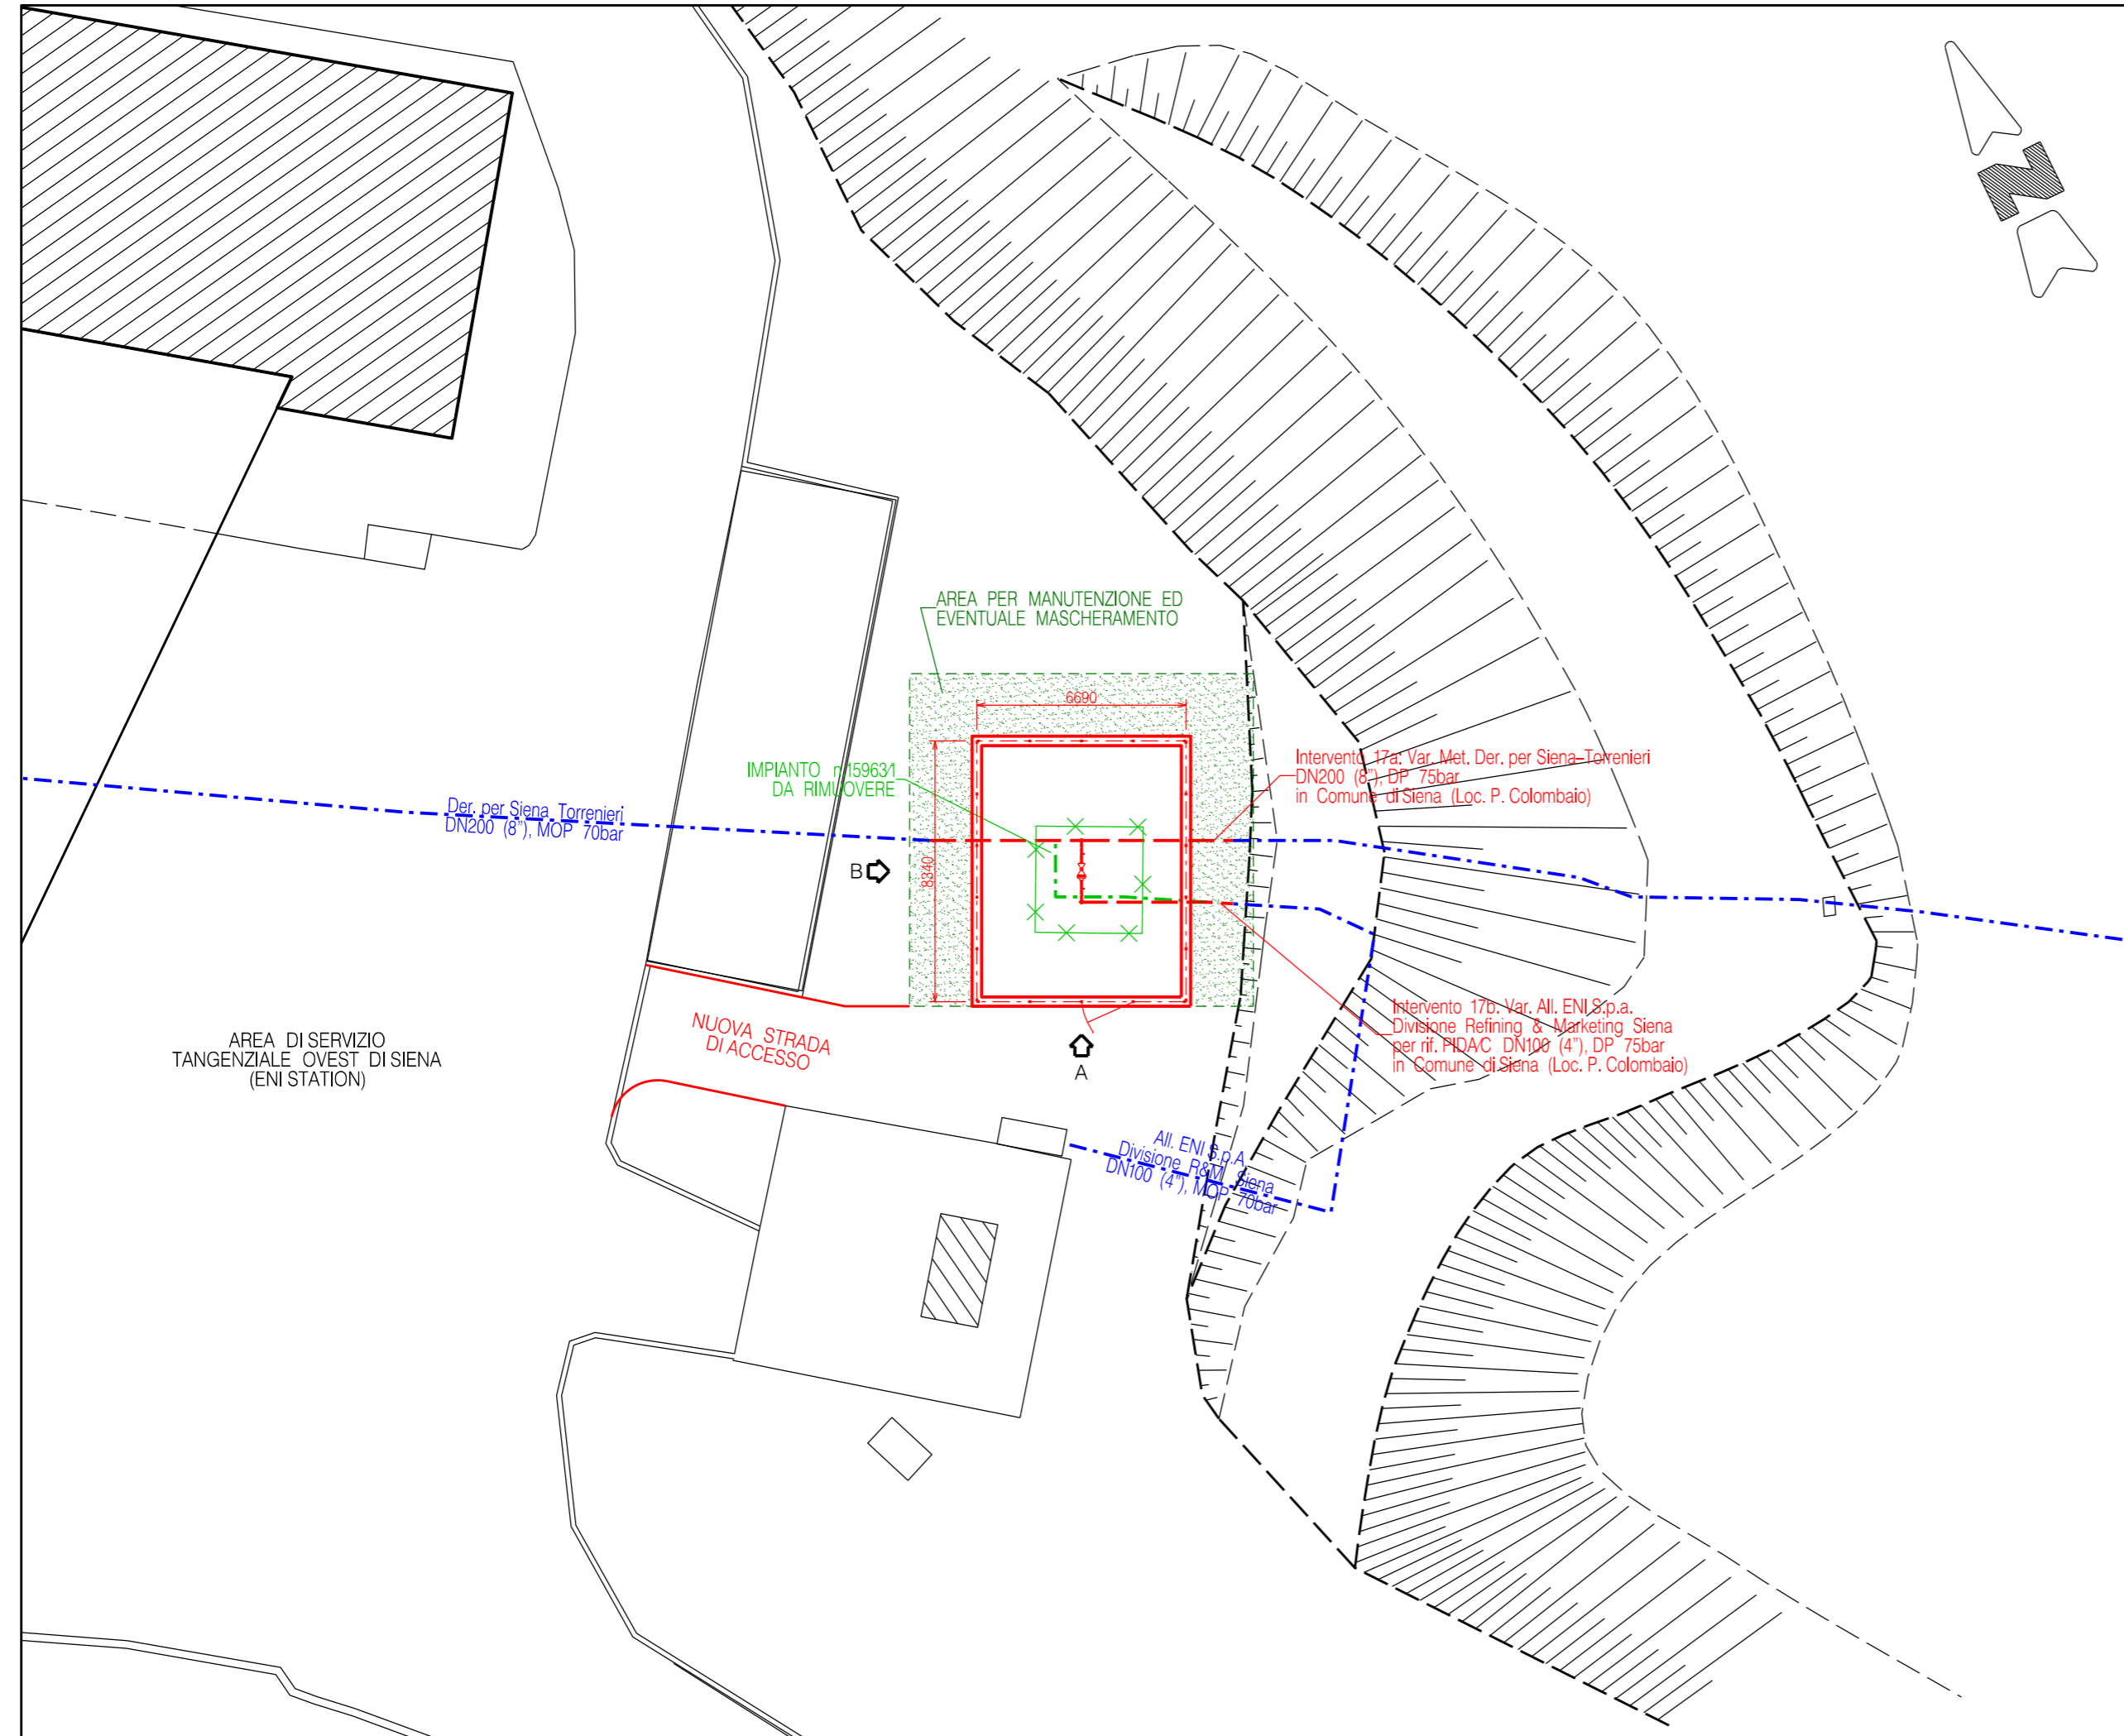 AREA PER MANUTENZIONE ED
EVENTUALE MASCHERAMENTO
6690
IMPIANTO n.15963/1
DA RIMUOVERE
Intervento 17a: Var. Met. Der. per Siena-Torrenieri
DN200 (8"), DP 75bar
in Comune di Siena (Loc. P. Colombaio)
Der. per Siena Torrenieri
DN200 (8"), MOP 70bar
8340
B
Intervento 17b: Var. All. ENI S.p.a.
Divisione Refining & Marketing Siena
per rif. PIDA/C DN100 (4"), DP 75bar
in Comune di Siena (Loc. P. Colombaio)
NUOVA STRADA
DI ACCESSO
AREA DI SERVIZIO
TANGENZIALE OVEST DI SIENA
(ENI STATION)
A
All. ENI S.p.A.
Divisione R&M Siena
DN100 (4"), MOP 70bar
N